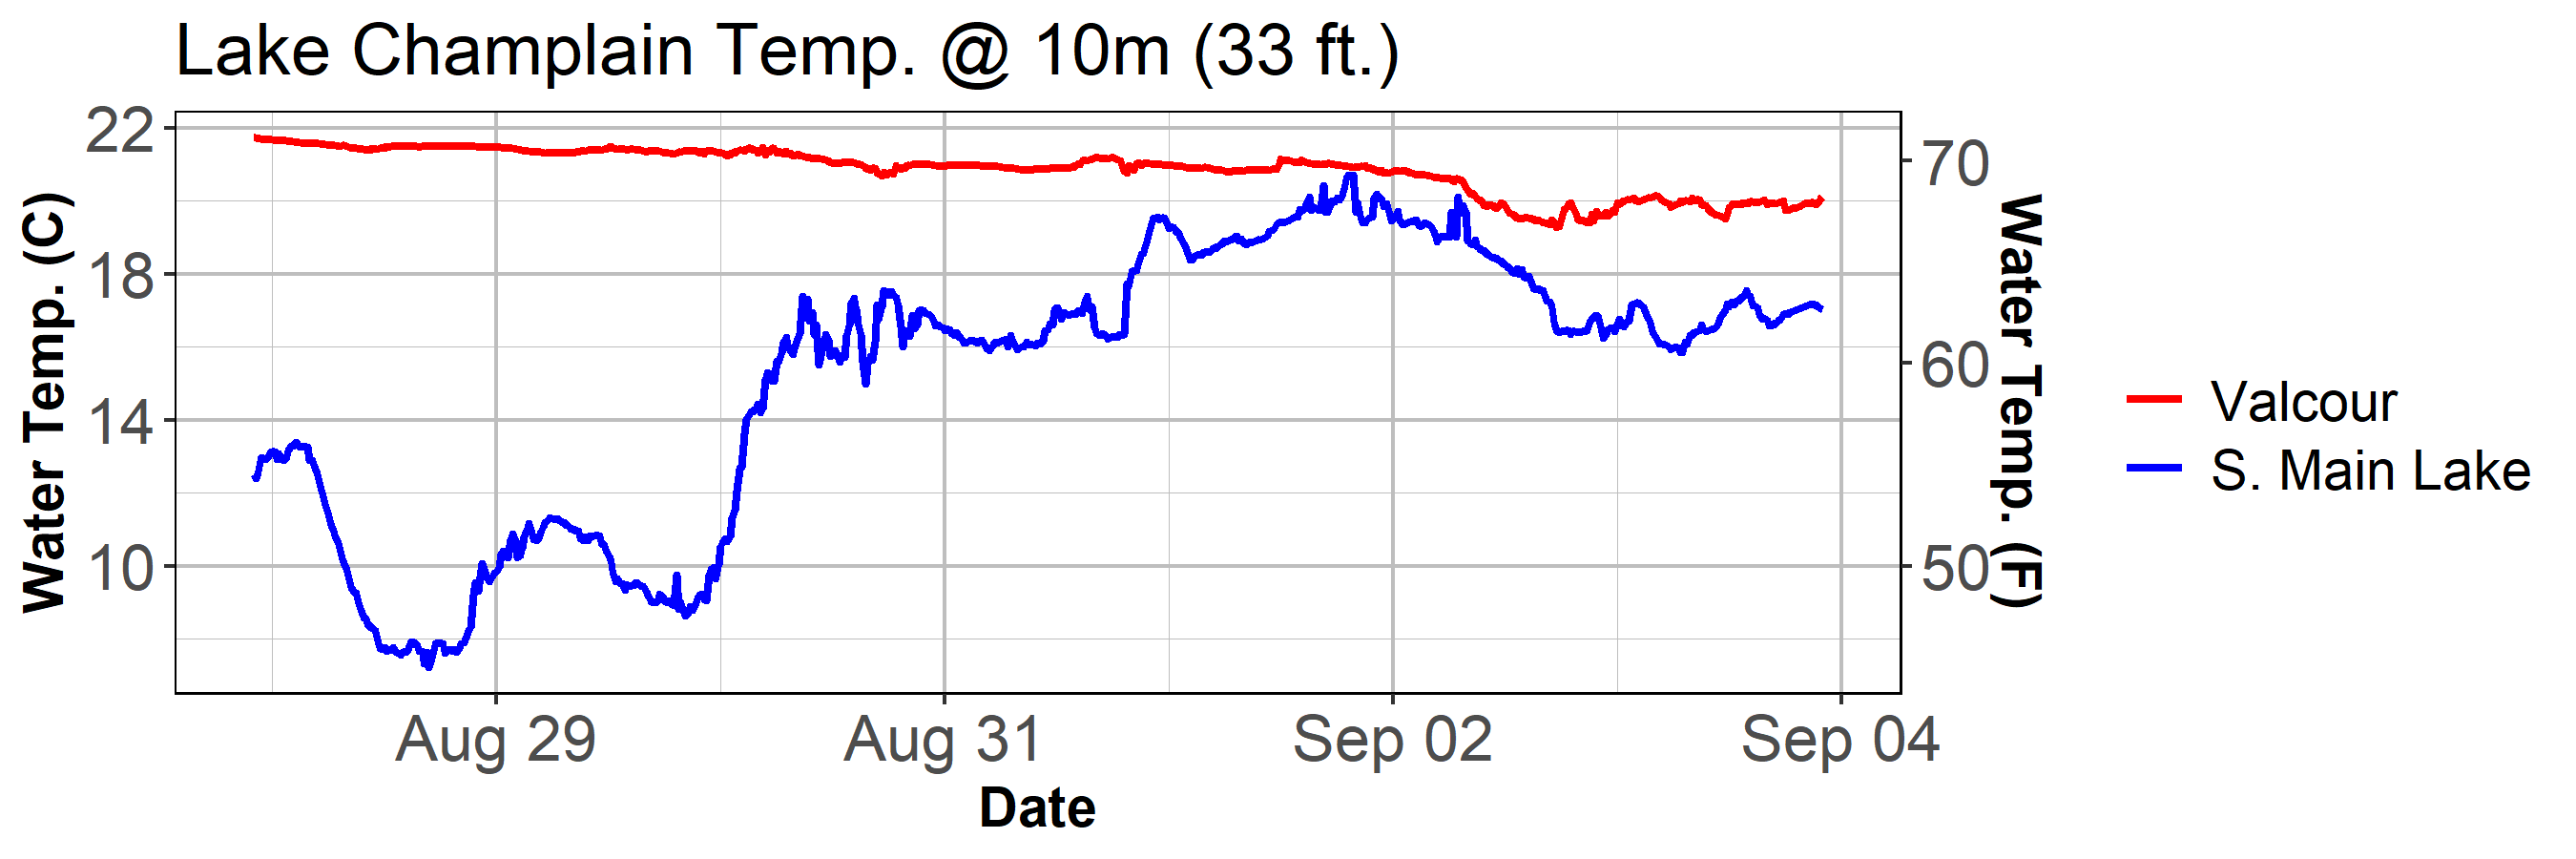 Lake Champlain Temp. @ 10m (33 ft.)
Water Temp. (C)
22
18
14
10
70
60
50
Water Temp. (F)
Aug 29
Aug 31
Sep 02
Sep 04
Date
Valcour
S. Main Lake